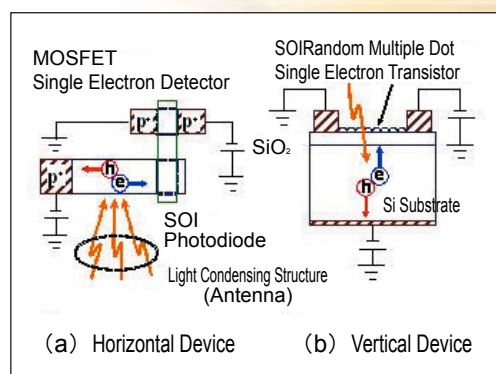 MOSFET
Single Electron Detector
p⁺
p⁺
SiO₂
p⁺
h
e
SOI
Photodiode
Light Condensing Structure
(Antenna)
（a）Horizontal Device
SOIRandom Multiple Dot
Single Electron Transistor
e
h
Si Substrate
（b）Vertical Device